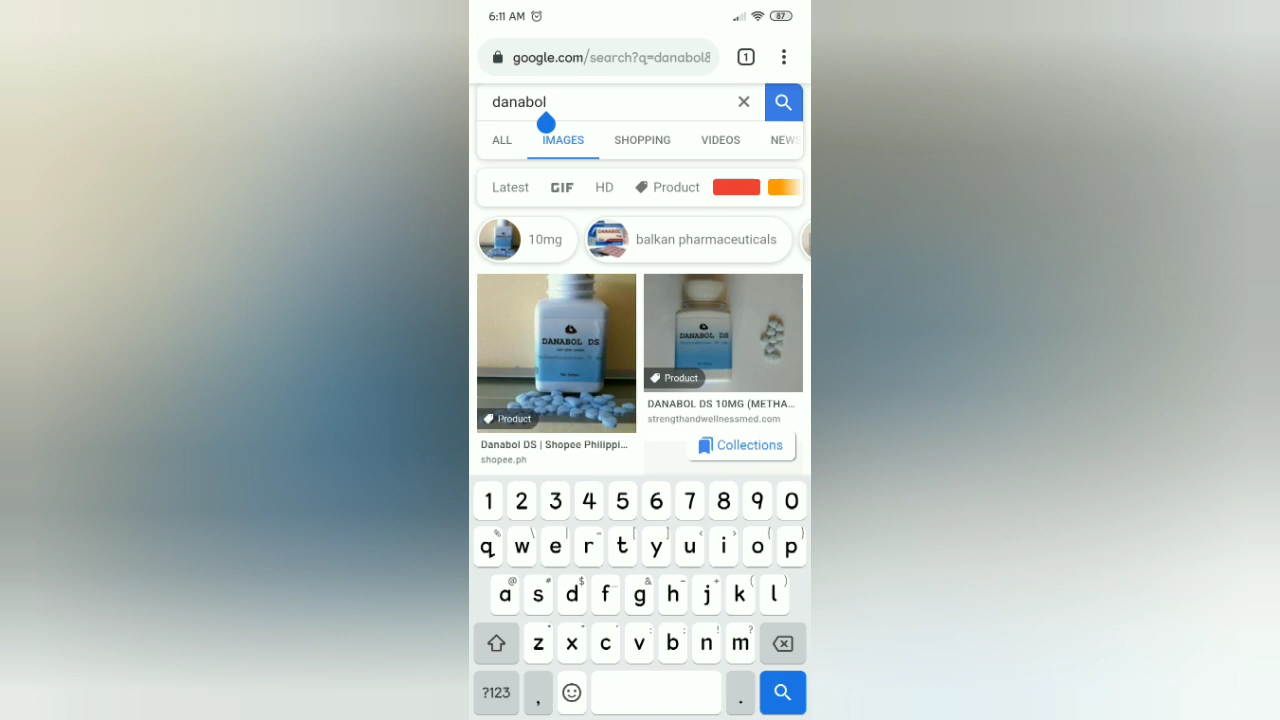 6:11 AM 87
google.com/search?q=danabol&
1
danabol
ALL IMAGES SHOPPING VIDEOS NEWS
Latest GIF HD Product
10mg balkan pharmaceuticals
DANABOL DS
DANABOL DS
Product
Product
DANABOL DS 10MG (METHA...
strengthandwellnessmed.com
Danabol DS | Shopee Philippi...
shopee.ph
Collections
1 2 3 4 5 6 7 8 9 0
% \ | = [ ] < > { }
q w e r t y u i o p
@ # $ _ & - + ( )
a s d f g h j k l
* " ' : ; ! ?
z x c v b n m
?123 , .